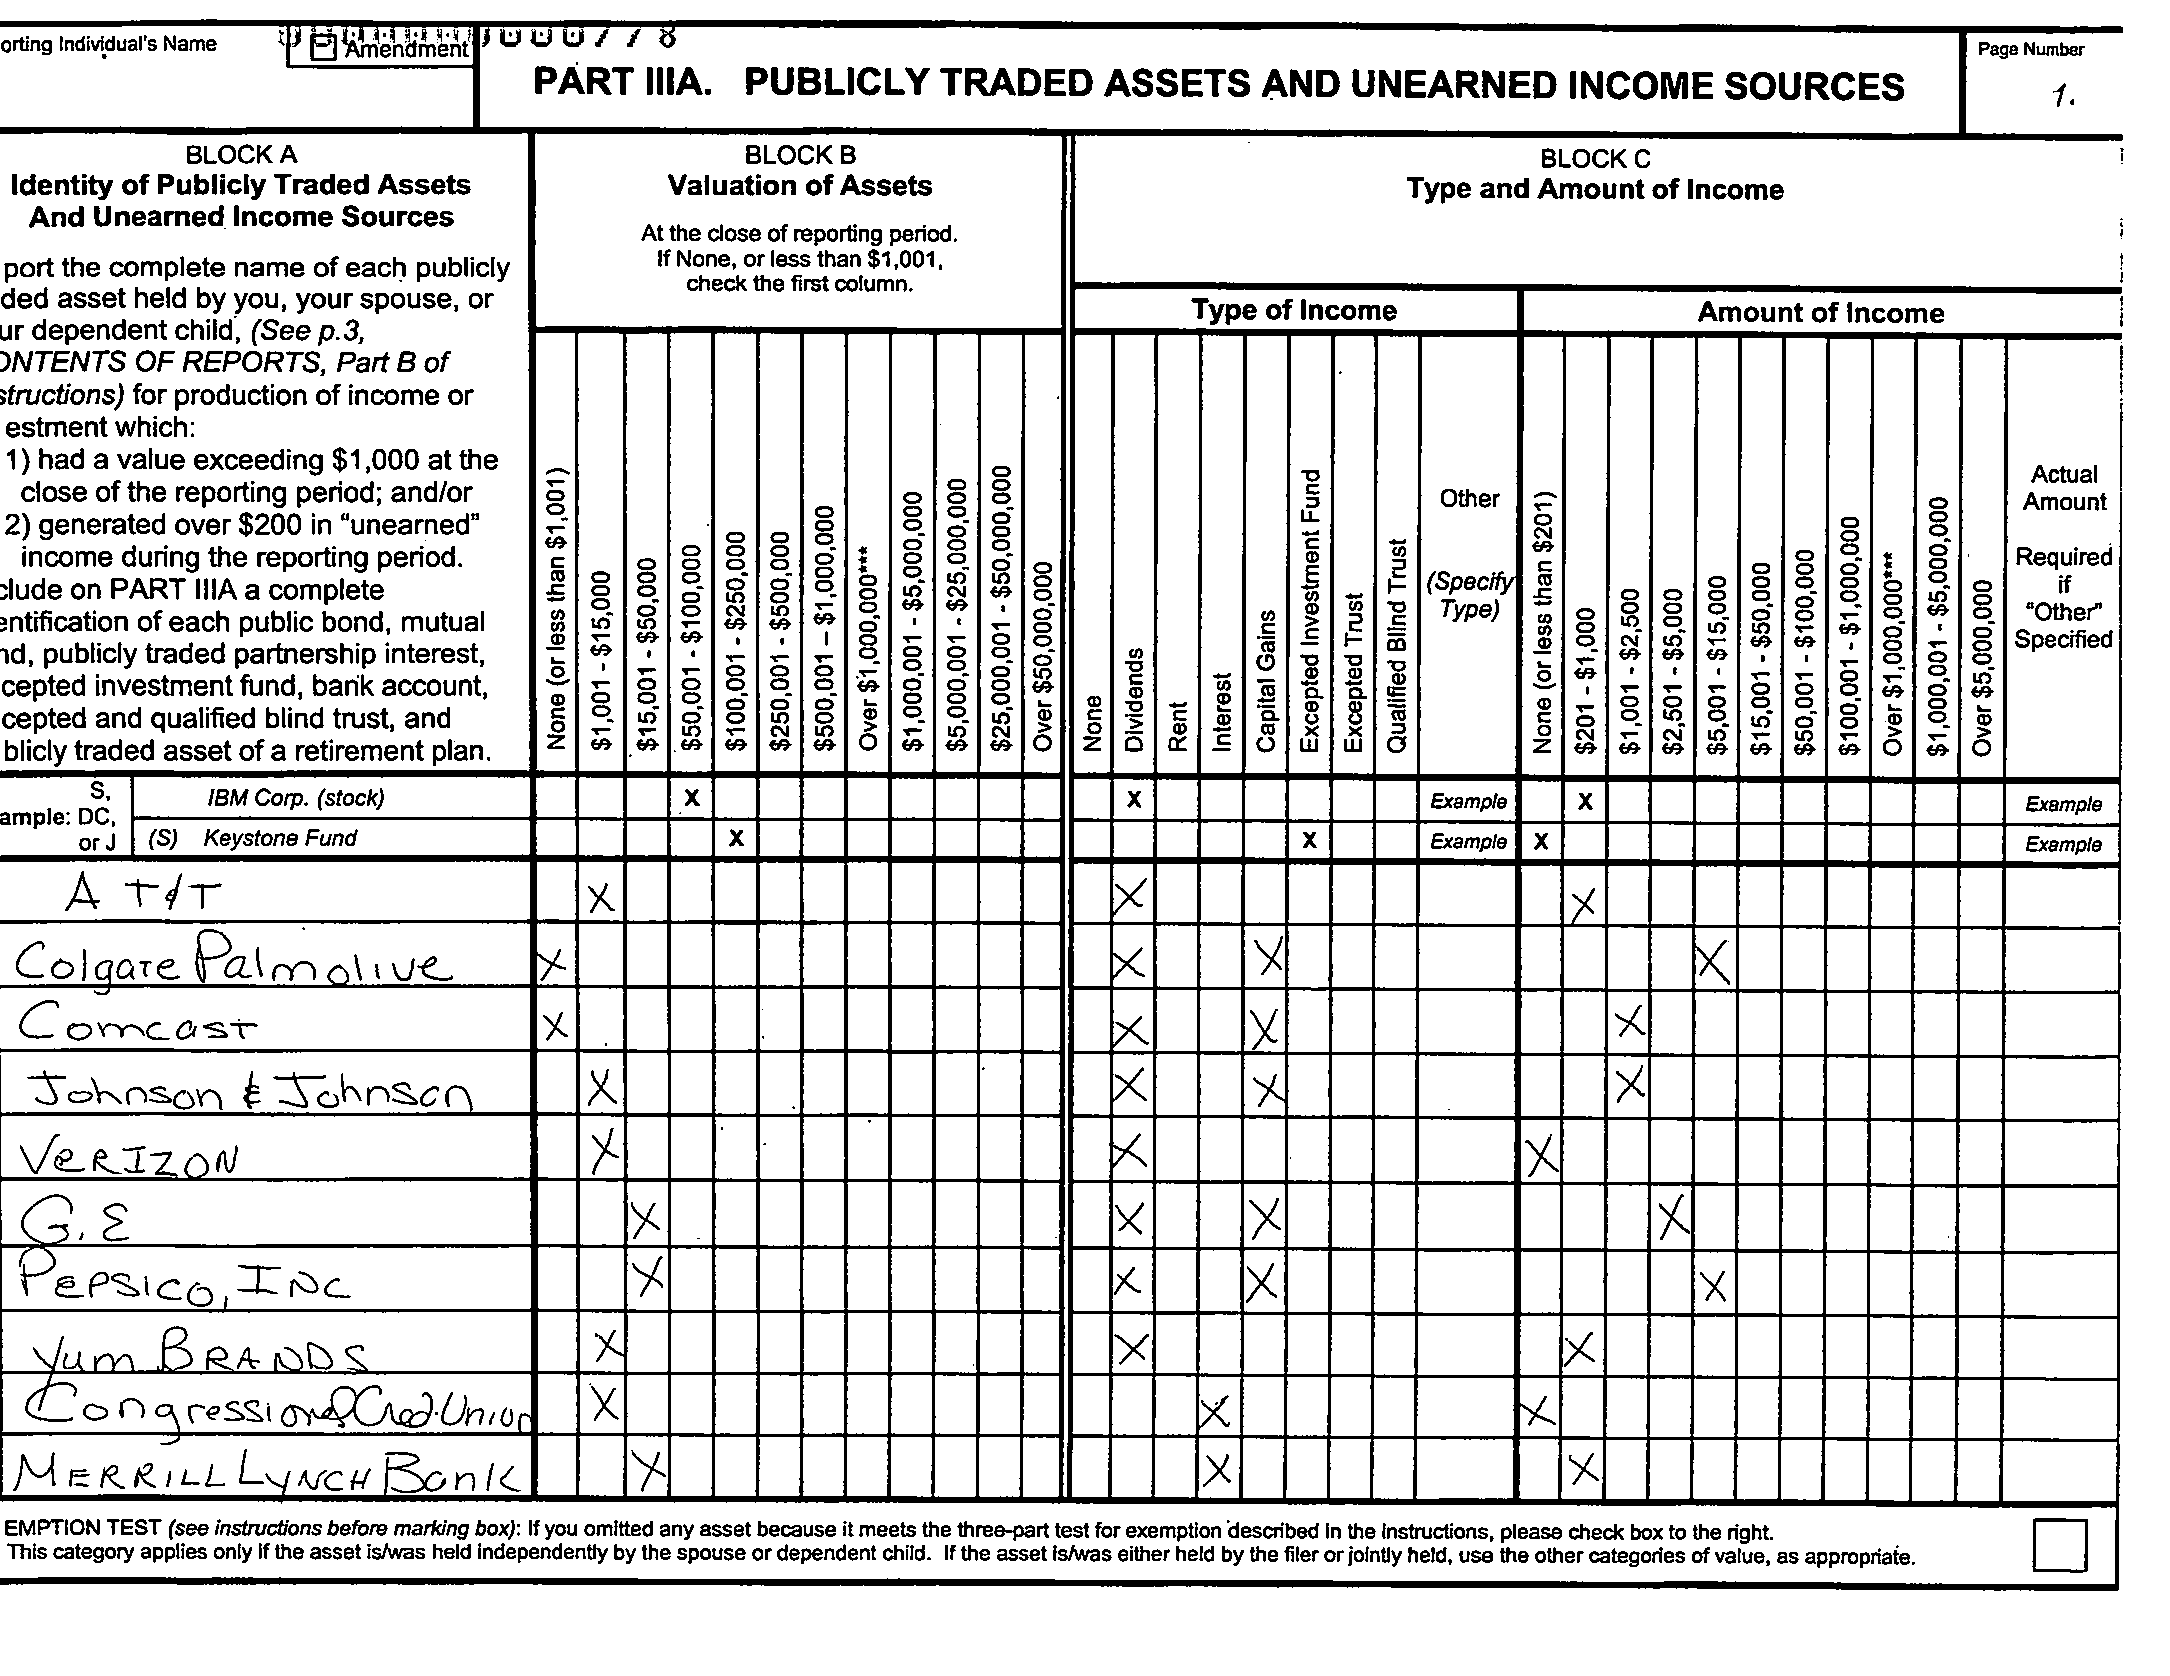 orting Individual's Name
Amendment
000778
PART IIIA. PUBLICLY TRADED ASSETS AND UNEARNED INCOME SOURCES
Page Number
1.
BLOCK A
Identity of Publicly Traded Assets
And Unearned Income Sources
port the complete name of each publicly
ded asset held by you, your spouse, or
ur dependent child, (See p.3,
ONTENTS OF REPORTS, Part B of
structions) for production of income or
estment which:
1) had a value exceeding $1,000 at the
close of the reporting period; and/or
2) generated over $200 in "unearned"
income during the reporting period.
clude on PART IIIA a complete
entification of each public bond, mutual
nd, publicly traded partnership interest,
cepted investment fund, bank account,
cepted and qualified blind trust, and
blicly traded asset of a retirement plan.
BLOCK B
Valuation of Assets
At the close of reporting period.
If None, or less than $1,001,
check the first column.
None (or less than $1,001)
$1,001 - $15,000
$15,001 - $50,000
$50,001 - $100,000
$100,001 - $250,000
$250,001 - $500,000
$500,001 – $1,000,000
Over $1,000,000***
$1,000,001 - $5,000,000
$5,000,001 - $25,000,000
$25,000,001 - $50,000,000
Over $50,000,000
BLOCK C
Type and Amount of Income
Type of Income
None
Dividends
Rent
Interest
Capital Gains
Excepted Investment Fund
Excepted Trust
Qualified Blind Trust
Other
(Specify
Type)
Amount of Income
None (or less than $201)
$201 - $1,000
$1,001 - $2,500
$2,501 - $5,000
$5,001 - $15,000
$15,001 - $50,000
$50,001 - $100,000
$100,001 - $1,000,000
Over $1,000,000***
$1,000,001 - $5,000,000
Over $5,000,000
Actual
Amount
Required
if
"Other"
Specified
S,
ample: DC,
or J
IBM Corp. (stock) X X Example X Example
(S) Keystone Fund X X Example X Example
A T&T X X X
Colgate Palmolive X X X X
Comcast X X X X
Johnson & Johnson X X X X
VERIZON X X X
G.E X X X X
PEPSICO, INC X X X X
Yum BRANDS X X X
Congressional Cred. Union X X X
MERRILL LYNCH Bank X X X
EMPTION TEST (see instructions before marking box): If you omitted any asset because it meets the three-part test for exemption described in the instructions, please check box to the right.
This category applies only if the asset is/was held independently by the spouse or dependent child. If the asset is/was either held by the filer or jointly held, use the other categories of value, as appropriate.